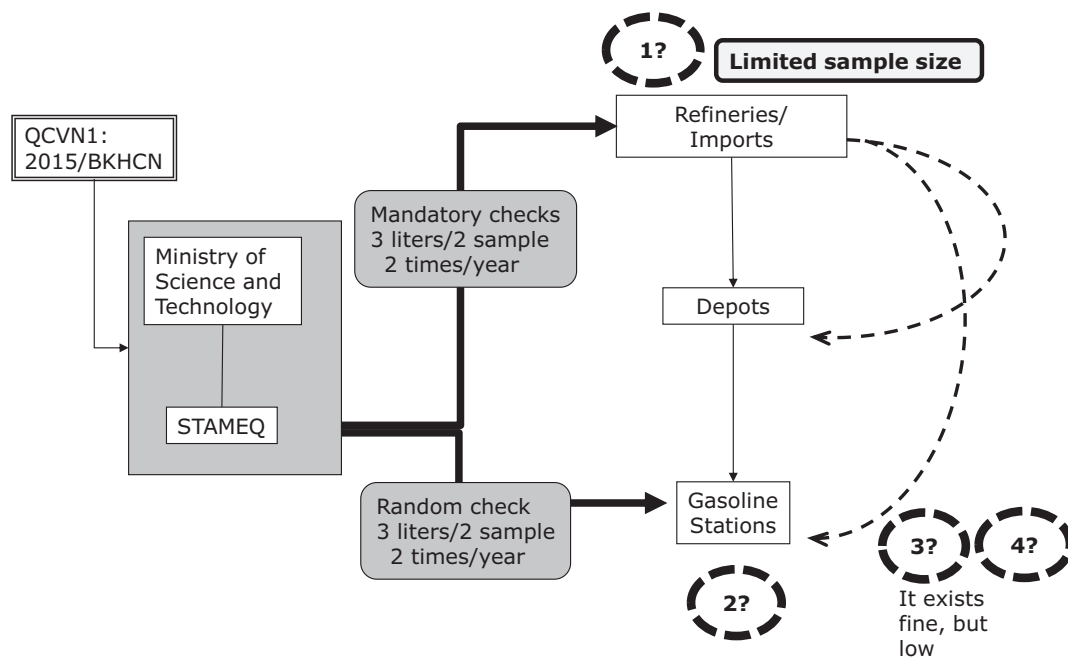 1?
Limited sample size
QCVN1:
2015/BKHCN
Refineries/
Imports
Mandatory checks
3 liters/2 sample
2 times/year
Ministry of
Science and
Technology
Depots
STAMEQ
Random check
3 liters/2 sample
2 times/year
Gasoline
Stations
2?
3?
4?
It exists
fine, but
low